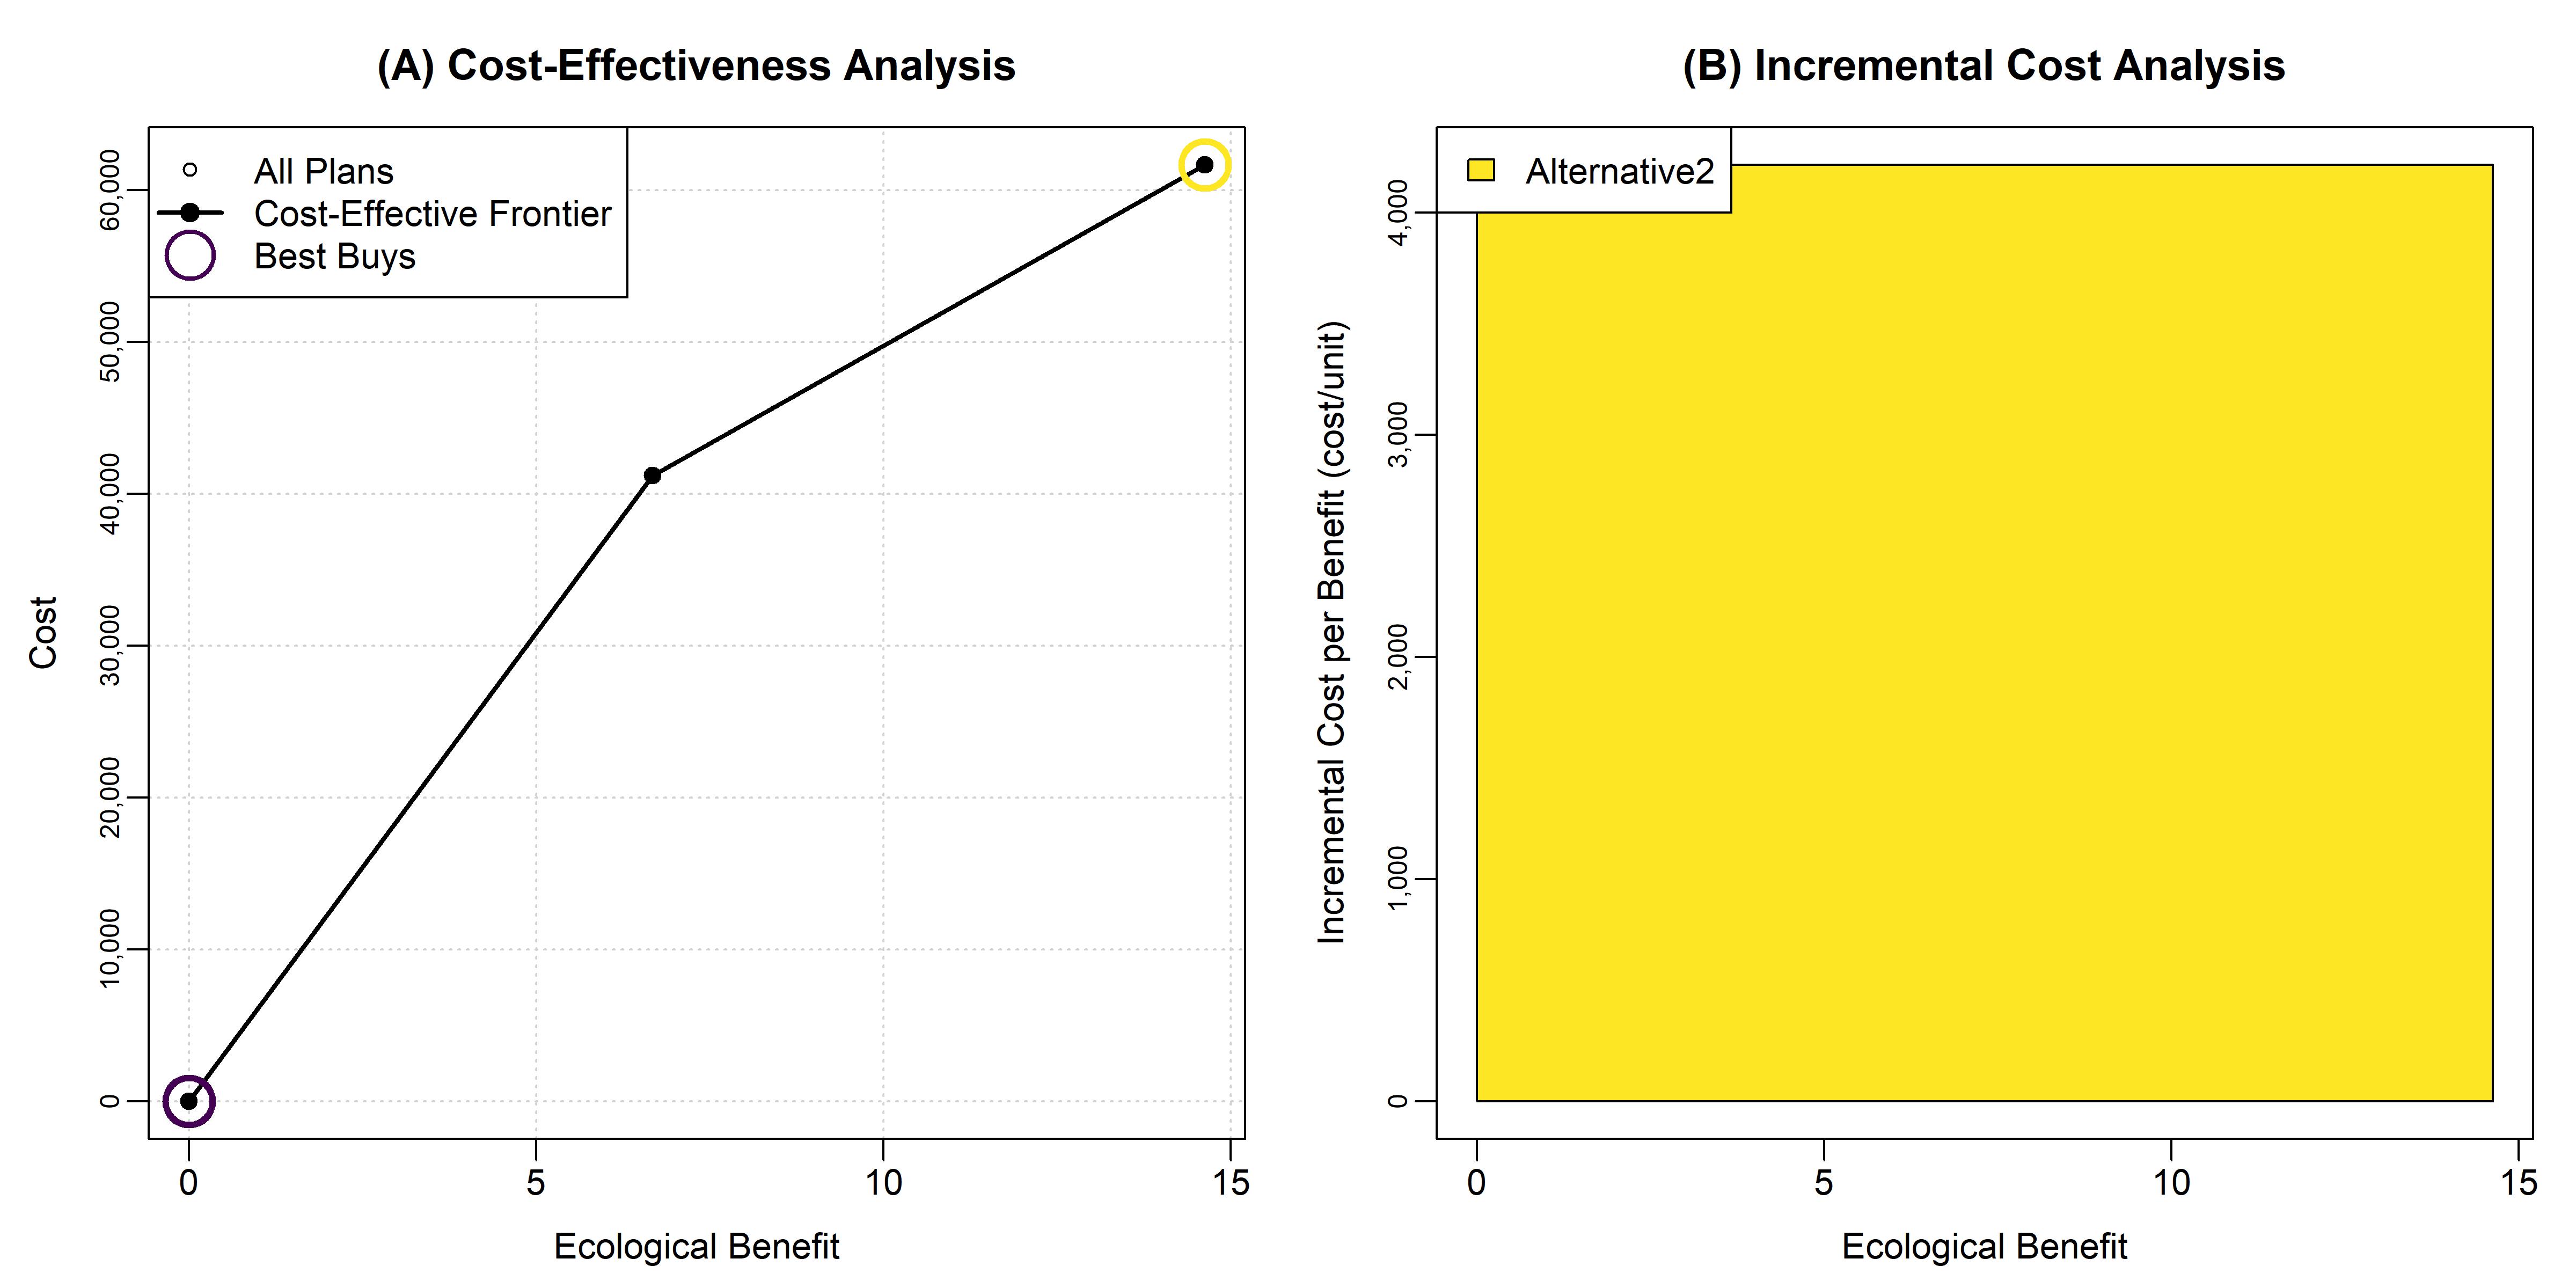 (A) Cost-Effectiveness Analysis
All Plans
Cost-Effective Frontier
Best Buys
Cost
60,000
50,000
40,000
30,000
20,000
10,000
0
0 5 10 15
Ecological Benefit
(B) Incremental Cost Analysis
Alternative2
Incremental Cost per Benefit (cost/unit)
4,000
3,000
2,000
1,000
0
0 5 10 15
Ecological Benefit